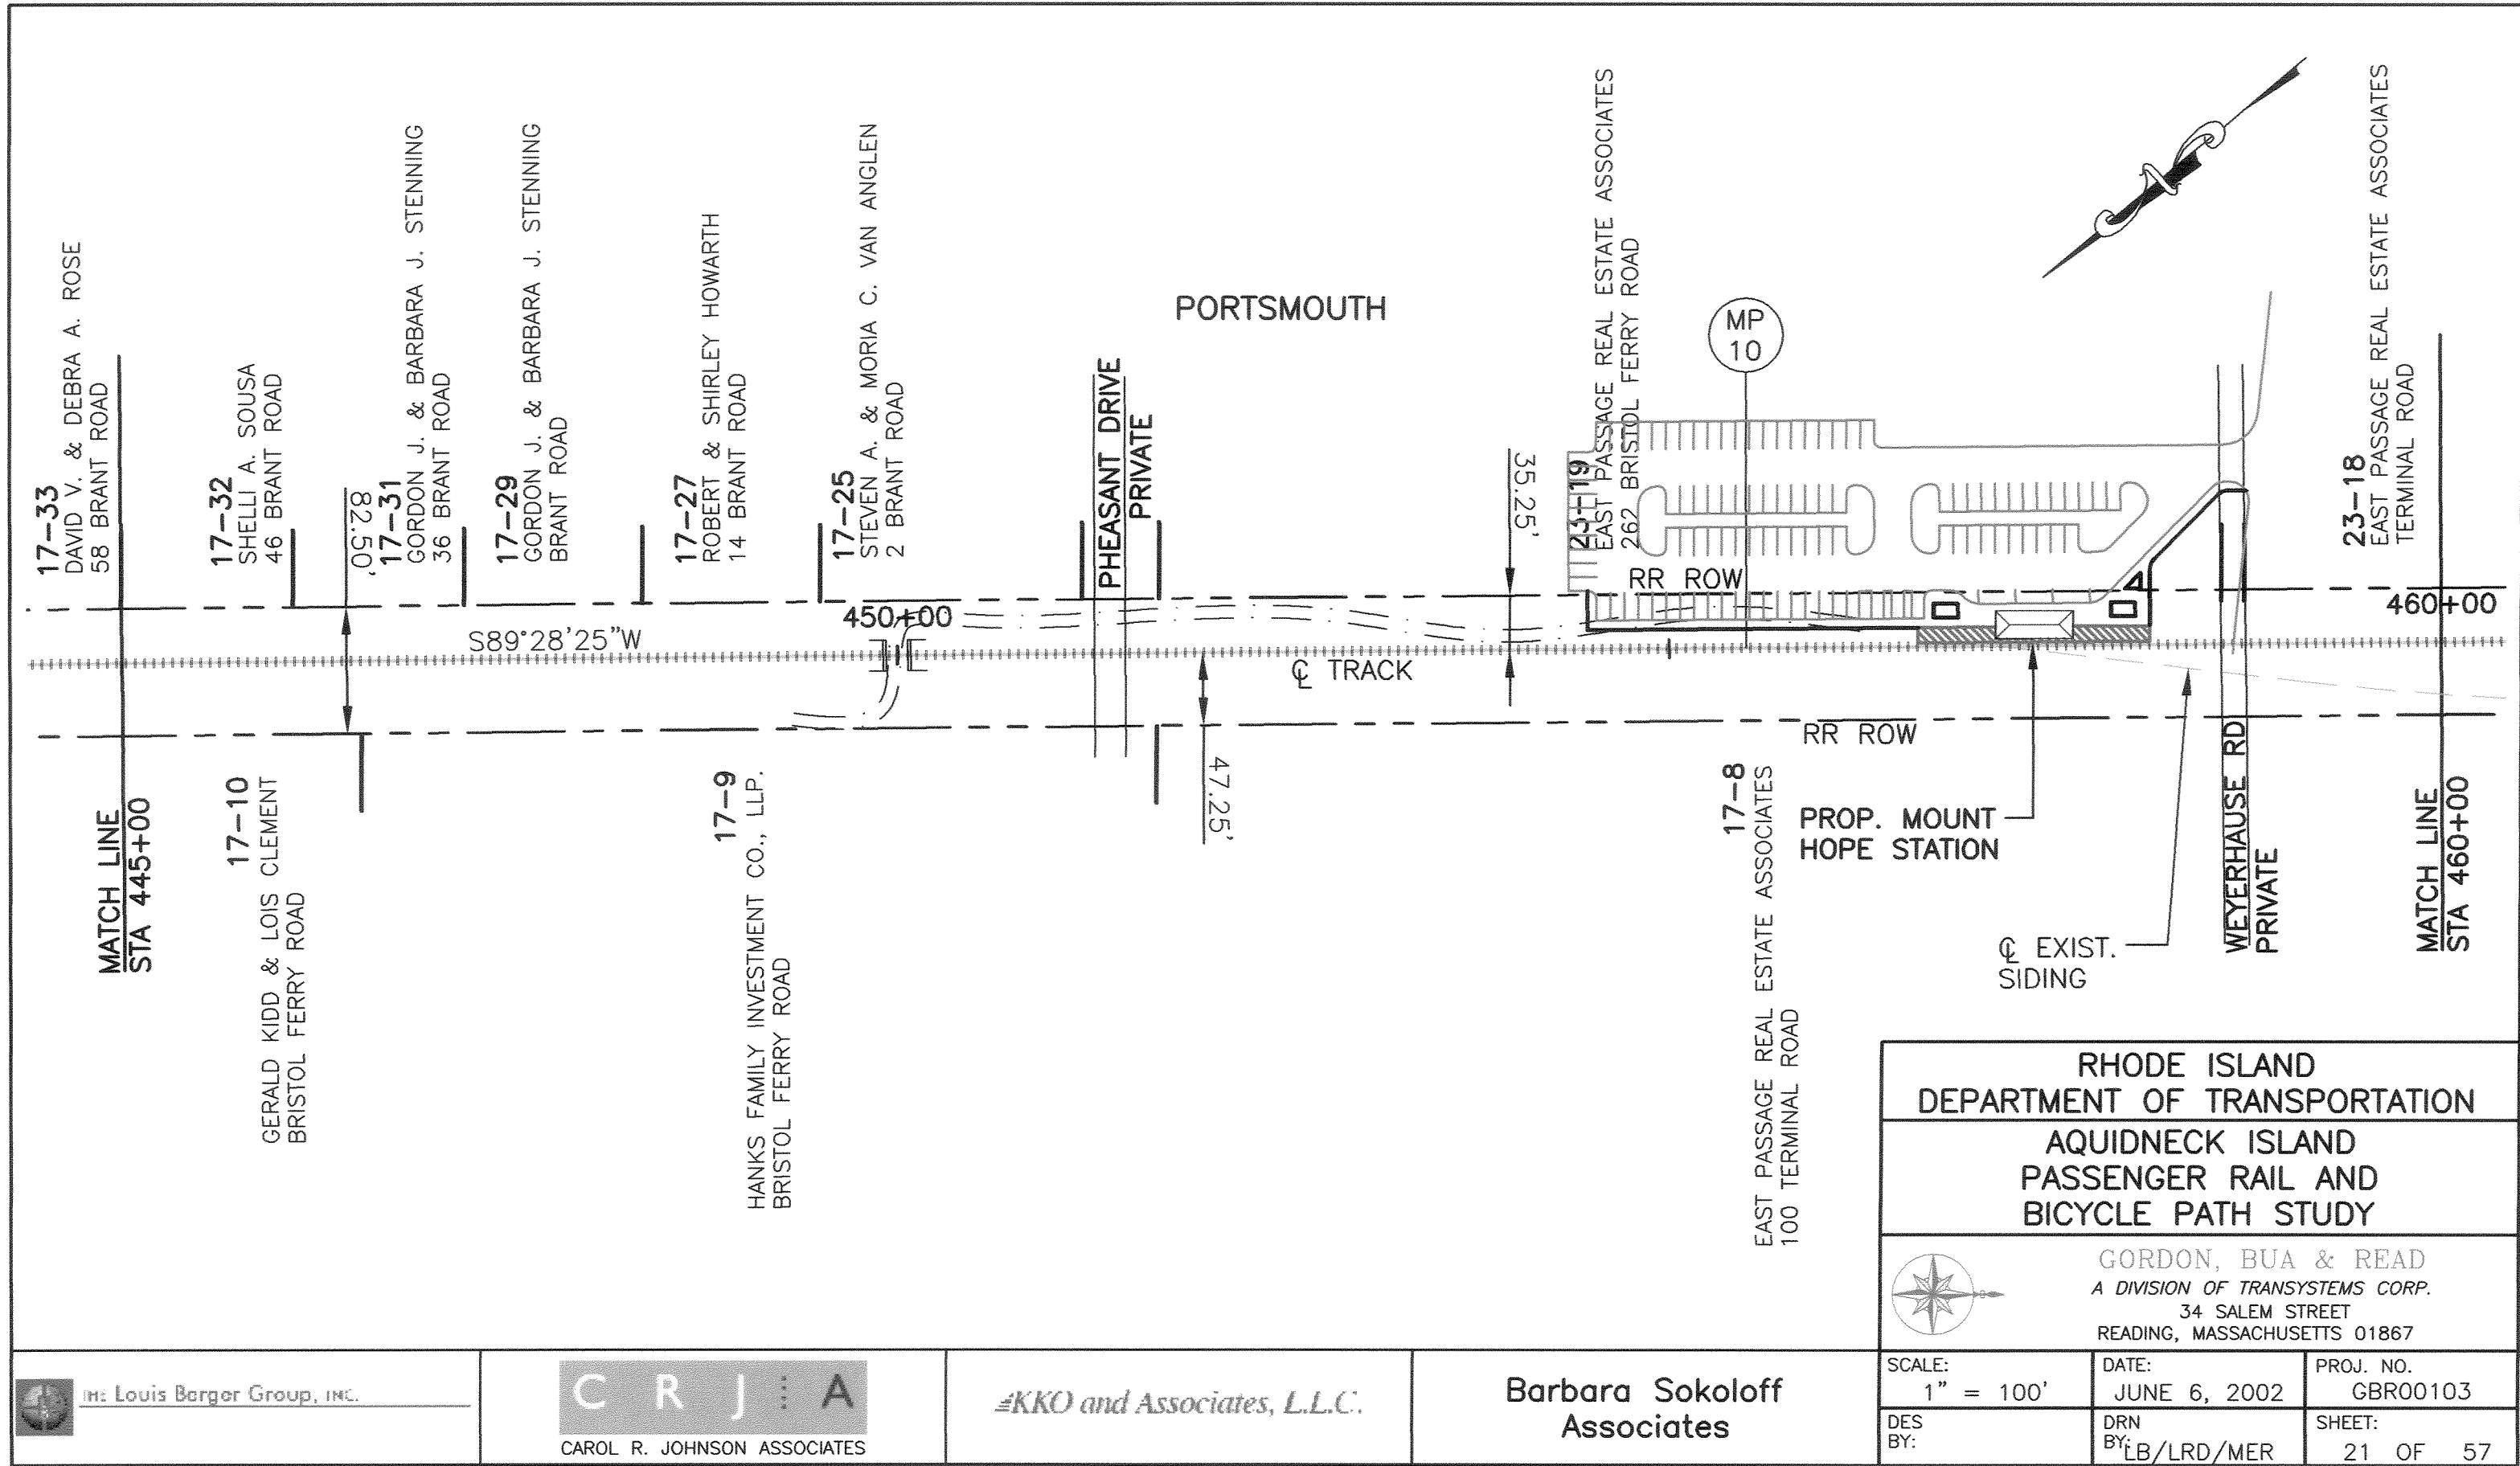 17-33
DAVID V. & DEBRA A. ROSE
58 BRANT ROAD
17-32
SHELLI A. SOUSA
46 BRANT ROAD
82.50'
17-31
GORDON J. & BARBARA J. STENNING
36 BRANT ROAD
17-29
GORDON J. & BARBARA J. STENNING
BRANT ROAD
17-27
ROBERT & SHIRLEY HOWARTH
14 BRANT ROAD
17-25
STEVEN A. & MORIA C. VAN ANGLEN
2 BRANT ROAD
PHEASANT DRIVE
PRIVATE
PORTSMOUTH
35.25'
23-19
EAST PASSAGE REAL ESTATE ASSOCIATES
262 BRISTOL FERRY ROAD
MP
10
23-18
EAST PASSAGE REAL ESTATE ASSOCIATES
TERMINAL ROAD
RR ROW
450+00
460+00
S89°28'25"W
℄ TRACK
RR ROW
MATCH LINE
STA 445+00
17-10
GERALD KIDD & LOIS CLEMENT
BRISTOL FERRY ROAD
17-9
HANKS FAMILY INVESTMENT CO., LLP.
BRISTOL FERRY ROAD
47.25'
17-8
EAST PASSAGE REAL ESTATE ASSOCIATES
100 TERMINAL ROAD
PROP. MOUNT
HOPE STATION
℄ EXIST.
SIDING
WEYERHAUSE RD
PRIVATE
MATCH LINE
STA 460+00
RHODE ISLAND
DEPARTMENT OF TRANSPORTATION
AQUIDNECK ISLAND
PASSENGER RAIL AND
BICYCLE PATH STUDY
GORDON, BUA & READ
A DIVISION OF TRANSYSTEMS CORP.
34 SALEM STREET
READING, MASSACHUSETTS 01867
THE Louis Berger Group, INC.
C R J A
CAROL R. JOHNSON ASSOCIATES
KKO and Associates, L.L.C.
Barbara Sokoloff
Associates
SCALE:
1" = 100'
DATE:
JUNE 6, 2002
PROJ. NO.
GBR00103
DES
BY:
DRN
BY: LB/LRD/MER
SHEET:
21 OF 57